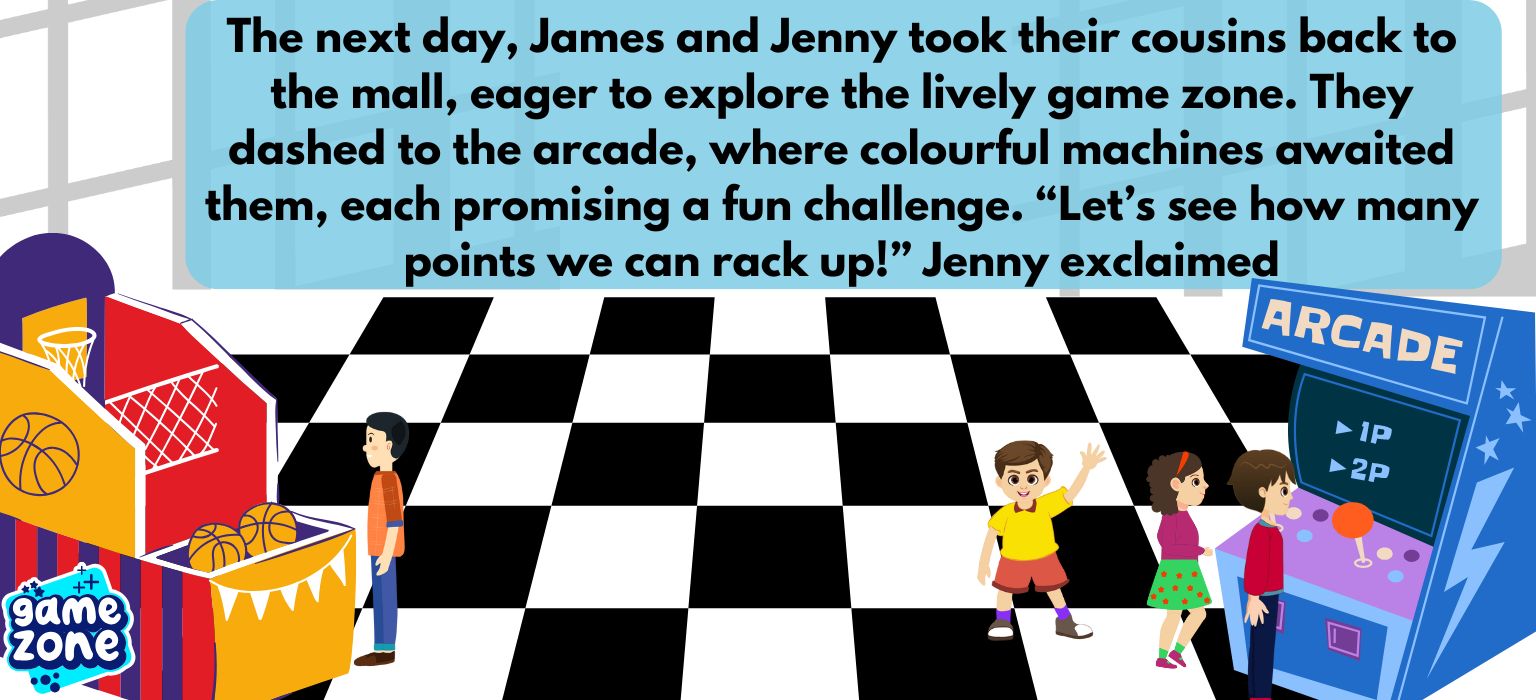 The next day, James and Jenny took their cousins back to
the mall, eager to explore the lively game zone. They
dashed to the arcade, where colourful machines awaited
them, each promising a fun challenge. “Let’s see how many
points we can rack up!” Jenny exclaimed
ARCADE
1P
2P
game
zone